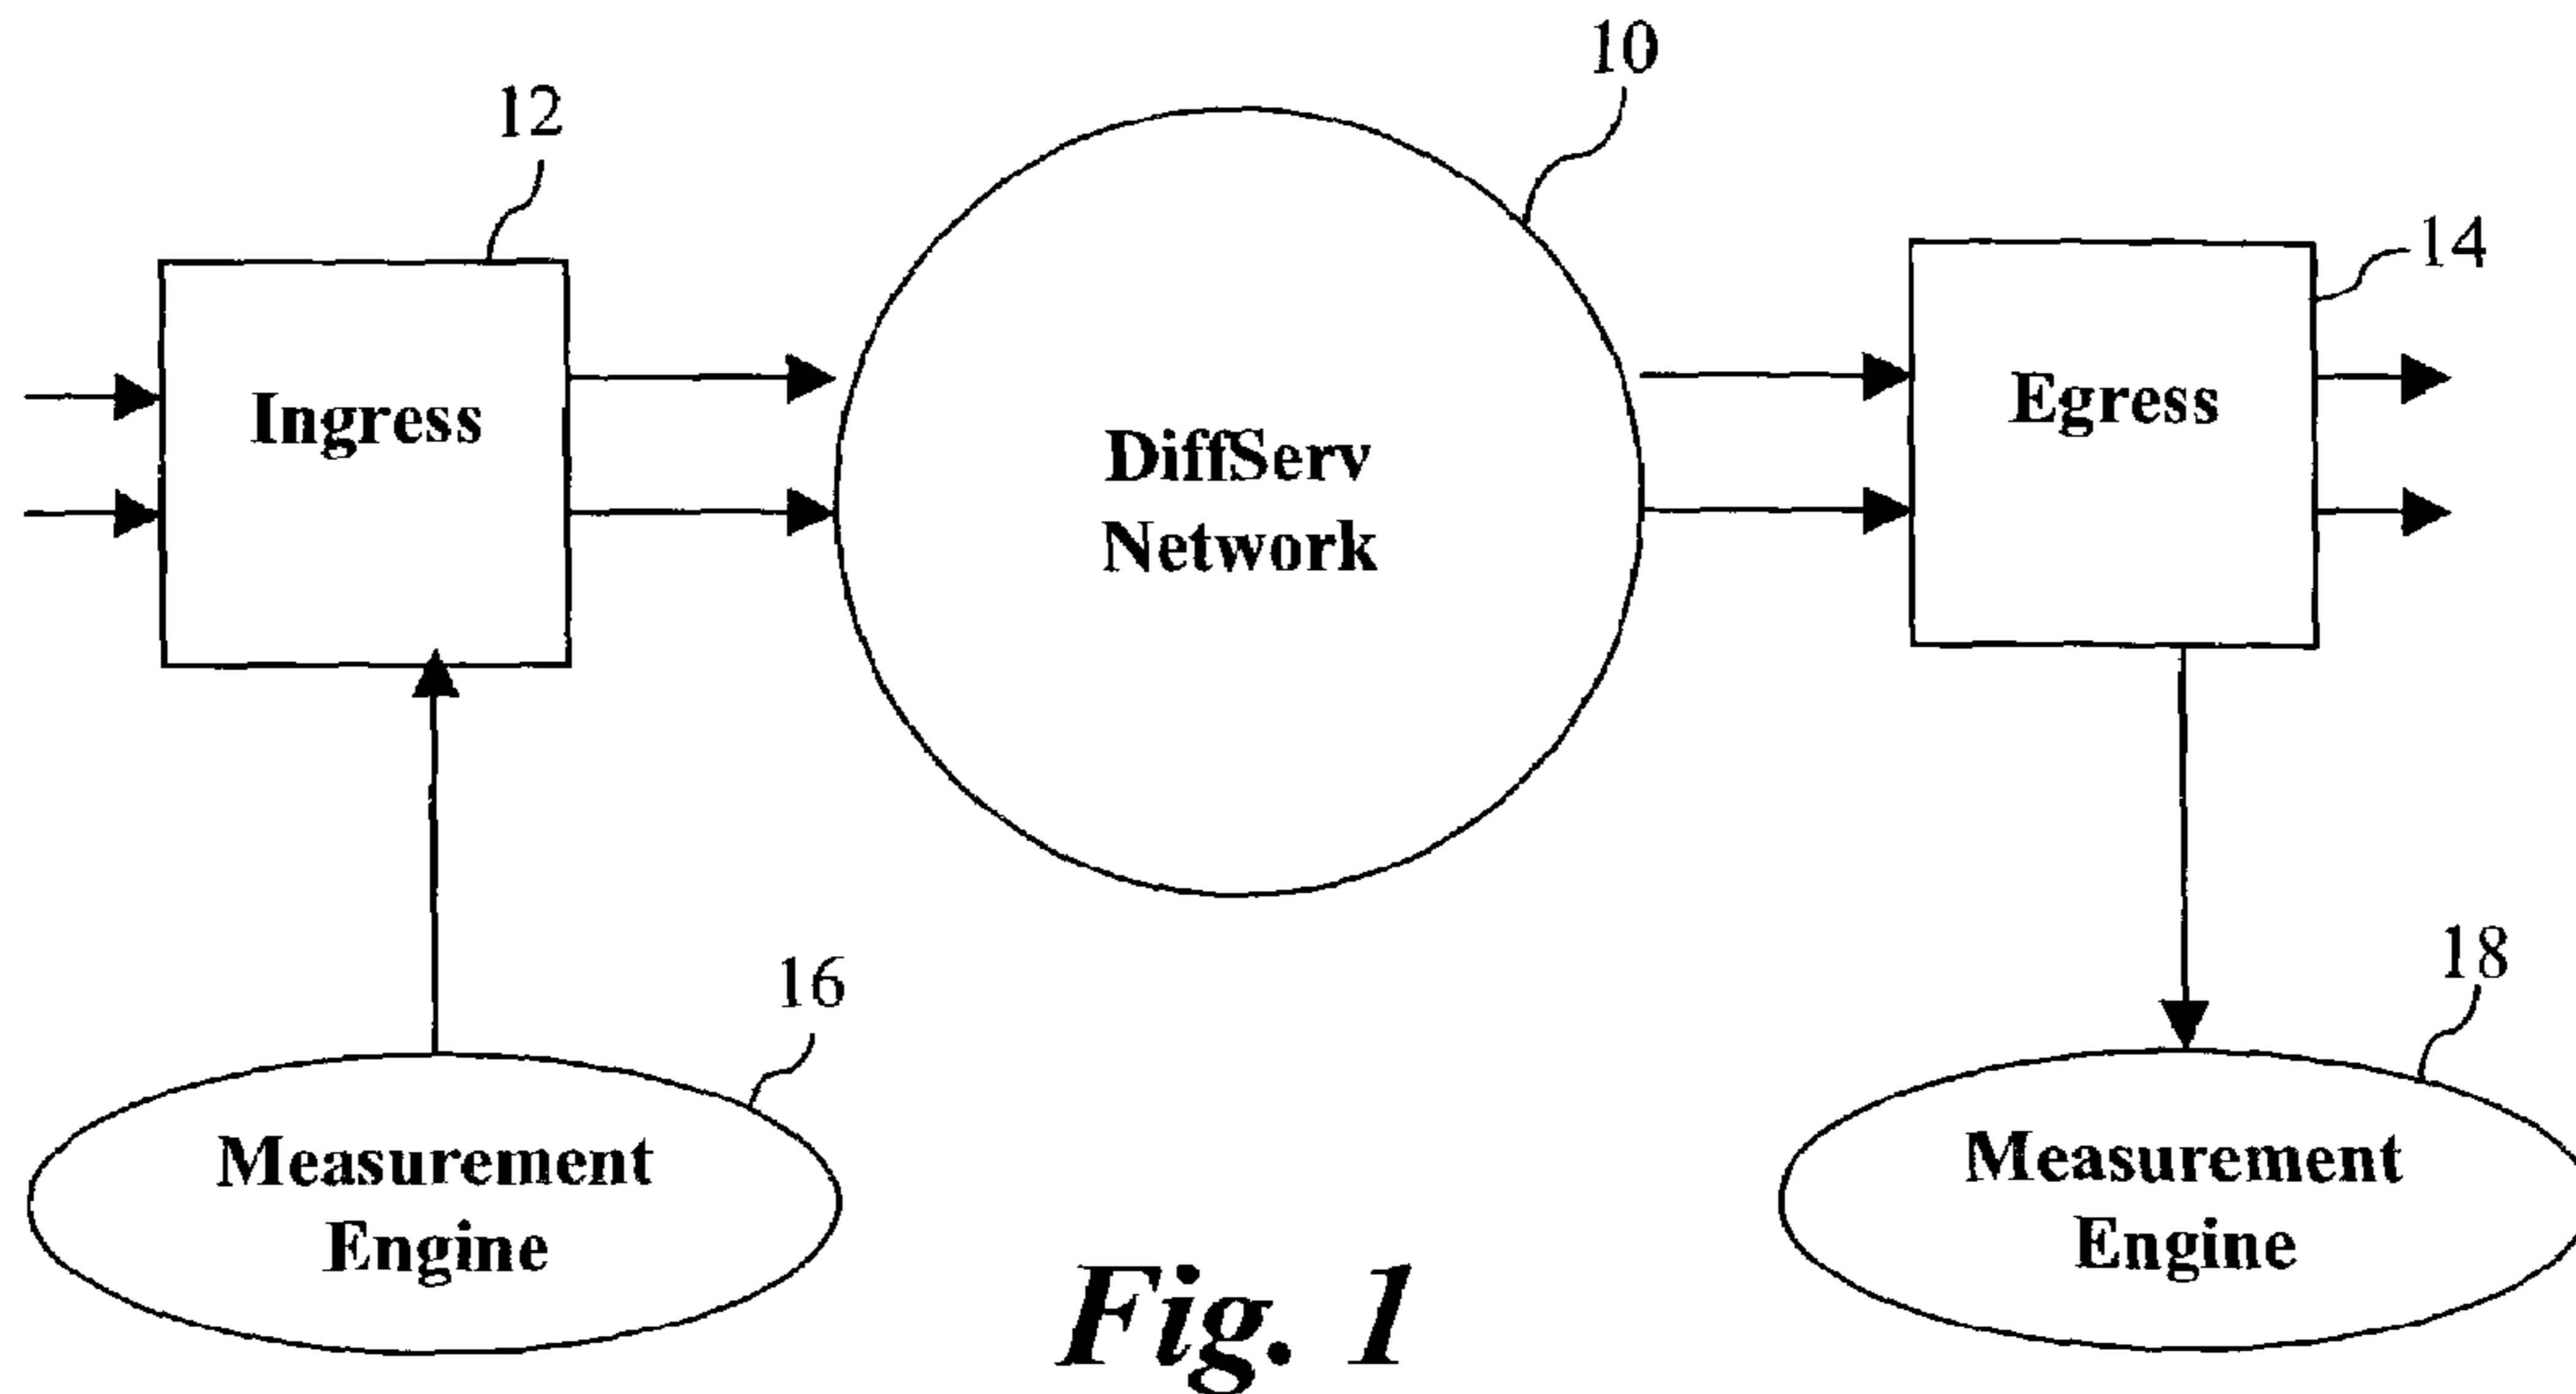 10
12
14
Ingress
Egress
DiffServ
Network
16
18
Measurement
Engine
Measurement
Engine
Fig. 1